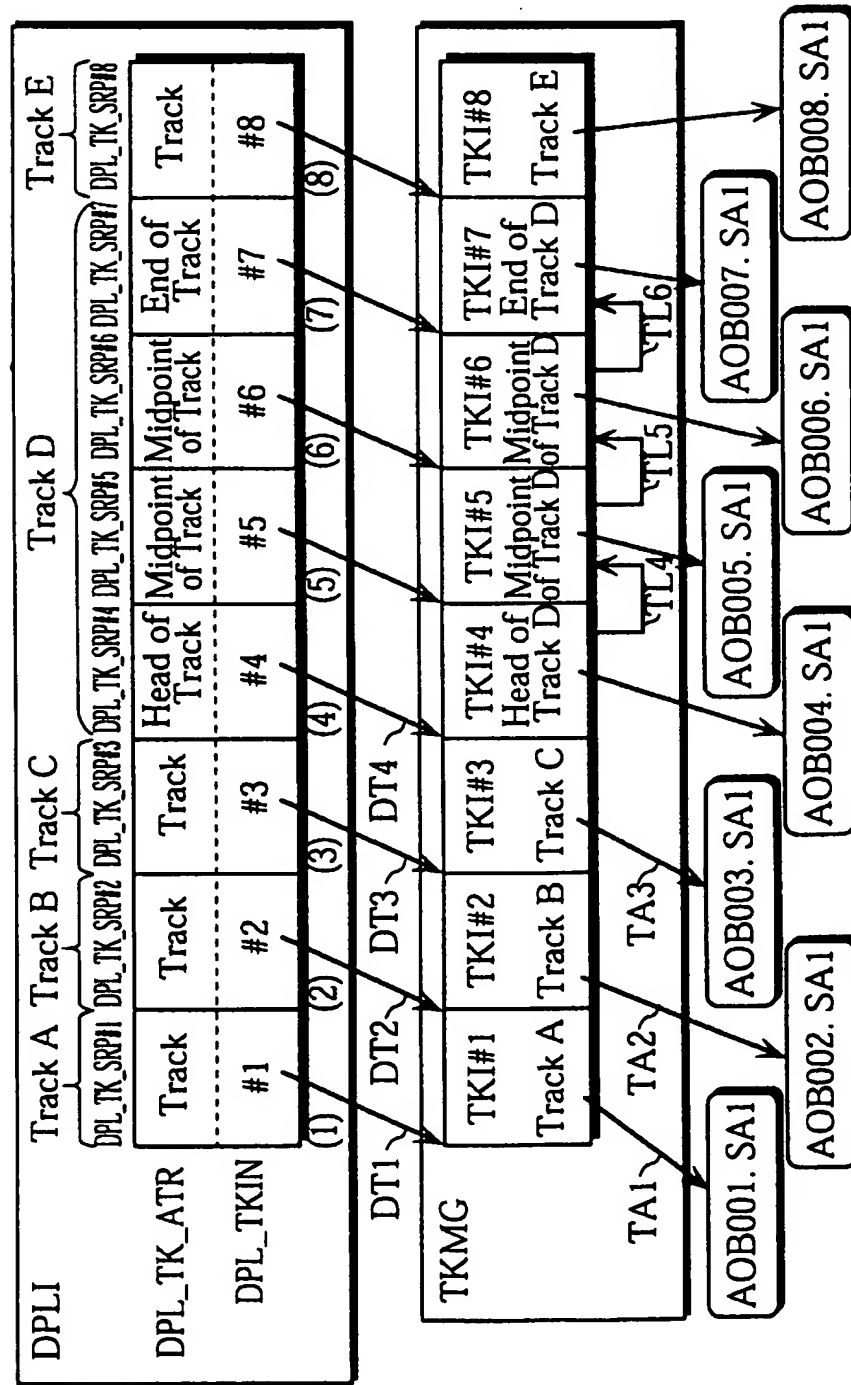 DPLI
Track A
Track B
Track C
Track D
Track E
DPL_TK_SRP#1
DPL_TK_SRP#2
DPL_TK_SRP#3
DPL_TK_SRP#4
DPL_TK_SRP#5
DPL_TK_SRP#6
DPL_TK_SRP#7
DPL_TK_SRP#8
DPL_TK_ATR
Track
Track
Track
Head of Track
Midpoint of Track
Midpoint of Track
End of Track
Track
DPL_TKIN
#1
#2
#3
#4
#5
#6
#7
#8
(1)
(2)
(3)
(4)
(5)
(6)
(7)
(8)
DT1
DT2
DT3
DT4
TKMG
TKI#1
Track A
TKI#2
Track B
TKI#3
Track C
TKI#4
Head of
Track D
TKI#5
Midpoint
of Track D
TKI#6
Midpoint
of Track D
TKI#7
End of
Track D
TKI#8
Track E
TL4
TL5
TL6
TA1
TA2
TA3
AOB001. SA1
AOB002. SA1
AOB003. SA1
AOB004. SA1
AOB005. SA1
AOB006. SA1
AOB007. SA1
AOB008. SA1